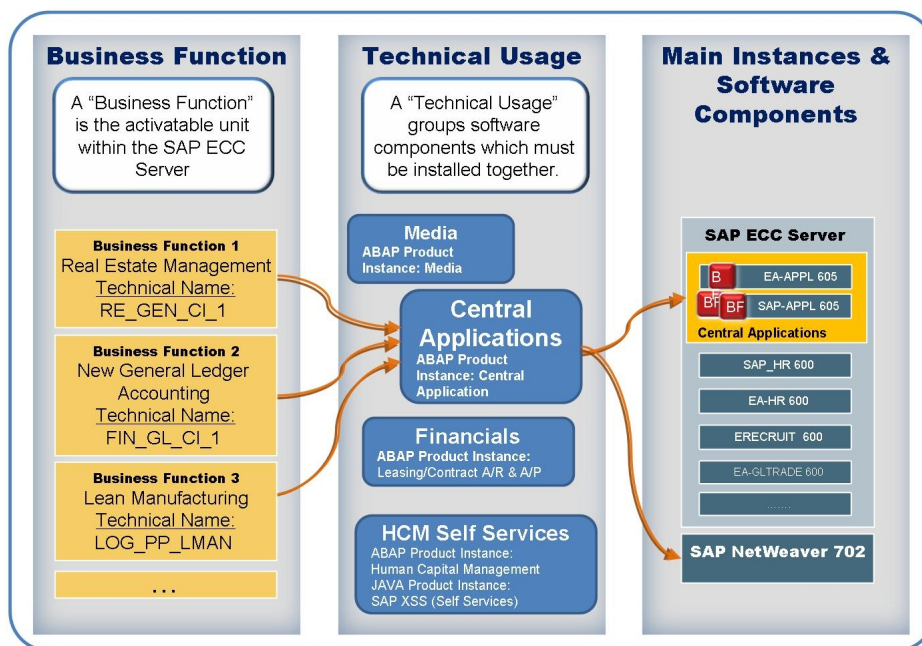 Business Function
A “Business Function”
is the activatable unit
within the SAP ECC
Server
Business Function 1
Real Estate Management
Technical Name:
RE_GEN_CI_1
Business Function 2
New General Ledger
Accounting
Technical Name:
FIN_GL_CI_1
Business Function 3
Lean Manufacturing
Technical Name:
LOG_PP_LMAN
...
Technical Usage
A “Technical Usage”
groups software
components which must
be installed together.
Media
ABAP Product
Instance: Media
Central
Applications
ABAP Product
Instance: Central
Application
Financials
ABAP Product Instance:
Leasing/Contract A/R & A/P
HCM Self Services
ABAP Product Instance:
Human Capital Management
JAVA Product Instance:
SAP XSS (Self Services)
Main Instances &
Software
Components
SAP ECC Server
B
EA-APPL 605
BF
BF
SAP-APPL 605
Central Applications
SAP_HR 600
EA-HR 600
ERECRUIT 600
EA-GLTRADE 600
.......
SAP NetWeaver 702